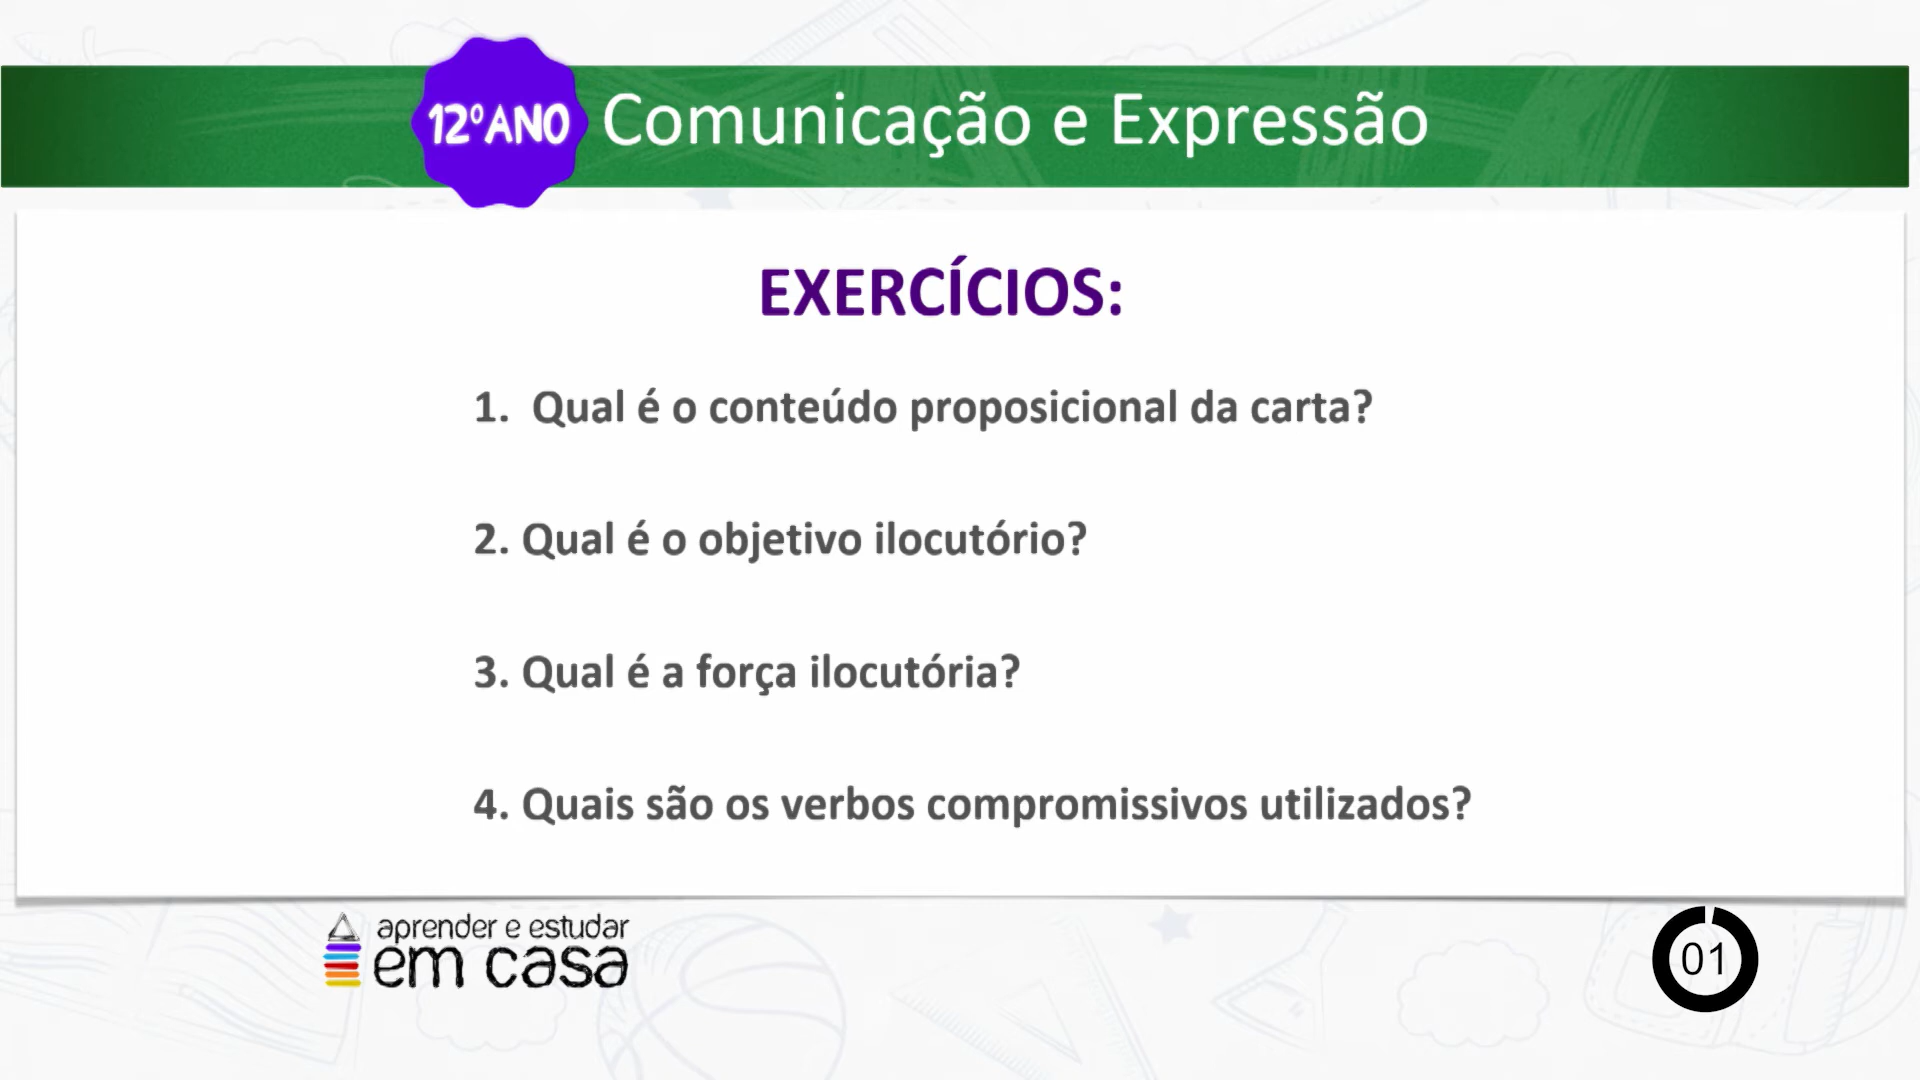 12ºANO Comunicação e Expressão
EXERCÍCIOS:
1. Qual é o conteúdo proposicional da carta?
2. Qual é o objetivo ilocutório?
3. Qual é a força ilocutória?
4. Quais são os verbos compromissivos utilizados?
aprender e estudar
em casa
01